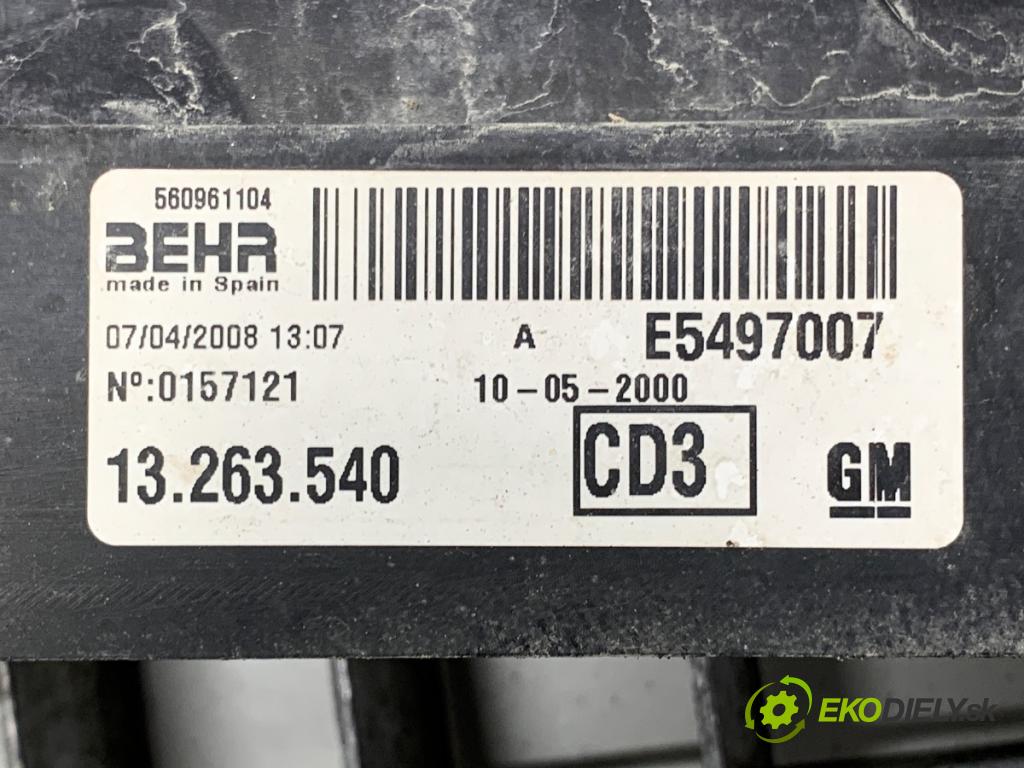 560961104
BEHR
made in Spain
07/04/2008 13:07 A E5497007
Nº:0157121 10-05-2000
13.263.540 CD3 GM
EKODIELY.sk